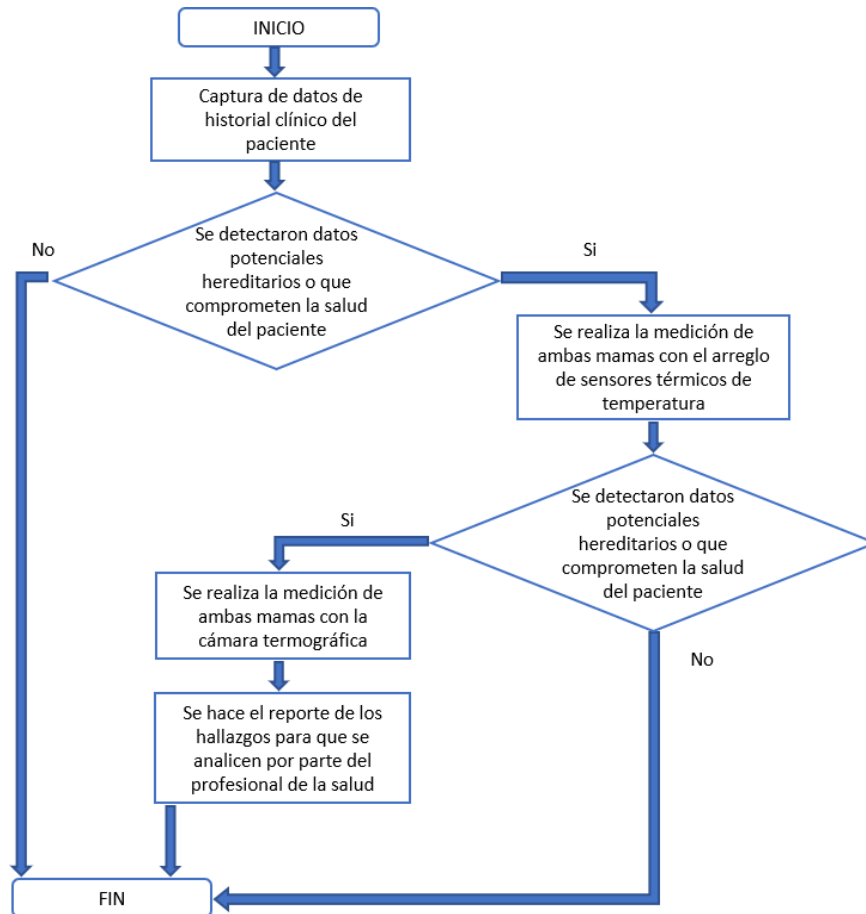 INICIO
Captura de datos de
historial clínico del
paciente
Se detectaron datos
potenciales
hereditarios o que
comprometen la salud
del paciente
No
Si
Se realiza la medición de
ambas mamas con el arreglo
de sensores térmicos de
temperatura
Se detectaron datos
potenciales
hereditarios o que
comprometen la salud
del paciente
Si
No
Se realiza la medición de
ambas mamas con la
cámara termográfica
Se hace el reporte de los
hallazgos para que se
analicen por parte del
profesional de la salud
FIN